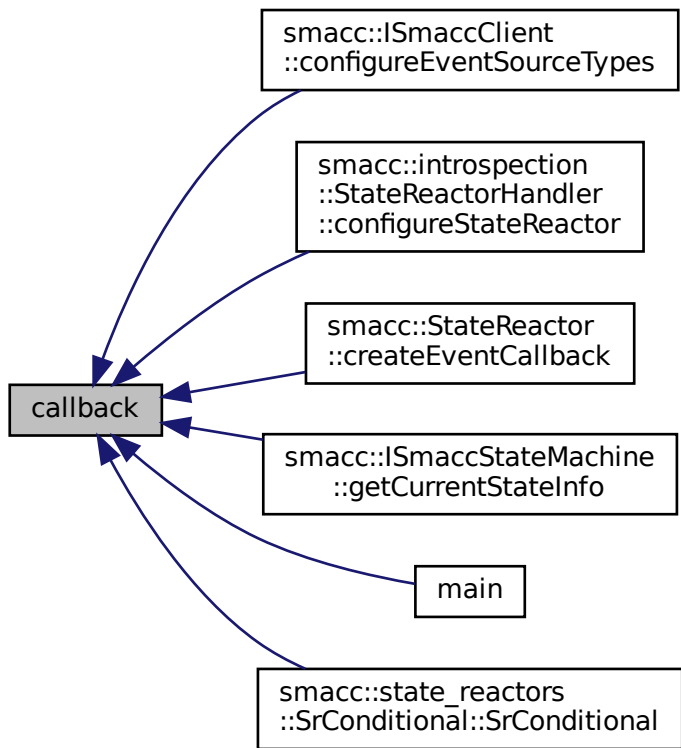 smacc::ISmaccClient
::configureEventSourceTypes
smacc::introspection
::StateReactorHandler
::configureStateReactor
smacc::StateReactor
::createEventCallback
callback
smacc::ISmaccStateMachine
::getCurrentStateInfo
main
smacc::state_reactors
::SrConditional::SrConditional